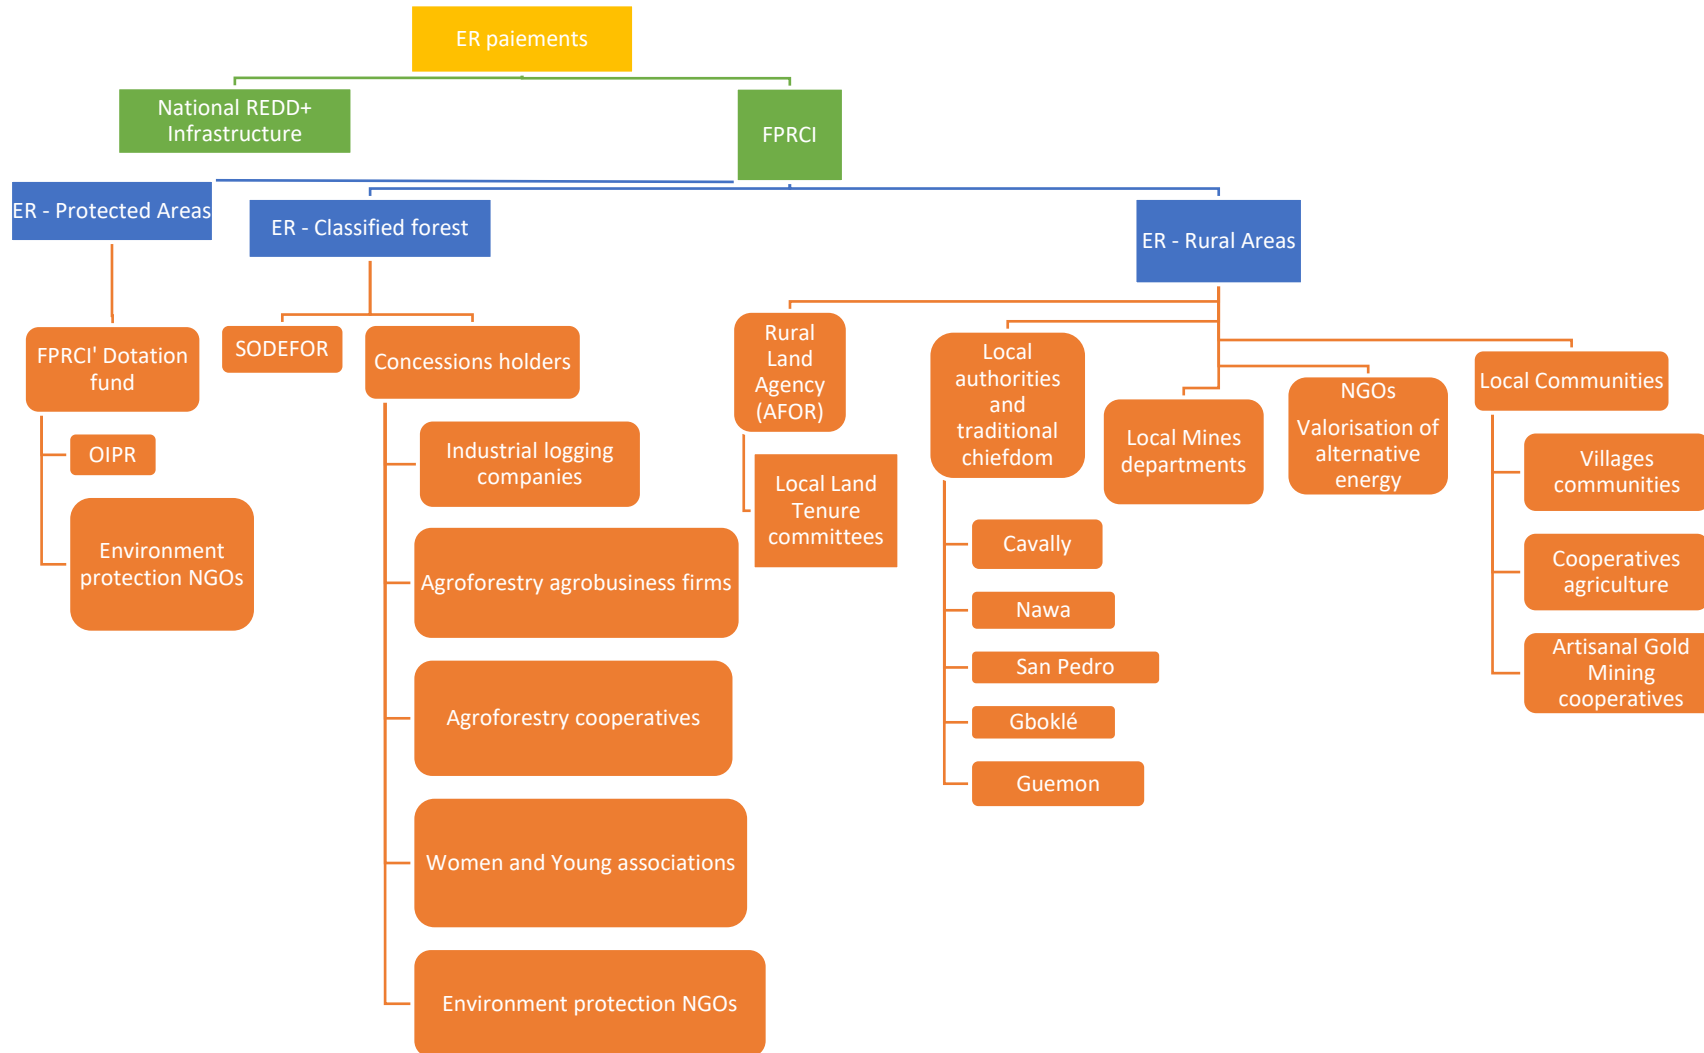 ER paiements
National REDD+
Infrastructure
FPRCI
ER - Protected Areas
ER - Classified forest
ER - Rural Areas
FPRCI' Dotation
fund
OIPR
Environment
protection NGOs
SODEFOR
Concessions holders
Industrial logging
companies
Agroforestry agrobusiness firms
Agroforestry cooperatives
Women and Young associations
Environment protection NGOs
Rural
Land
Agency
(AFOR)
Local Land
Tenure
committees
Local
authorities
and
traditional
chiefdom
Cavally
Nawa
San Pedro
Gboklé
Guemon
Local Mines
departments
NGOs
Valorisation of
alternative
energy
Local Communities
Villages
communities
Cooperatives
agriculture
Artisanal Gold
Mining
cooperatives